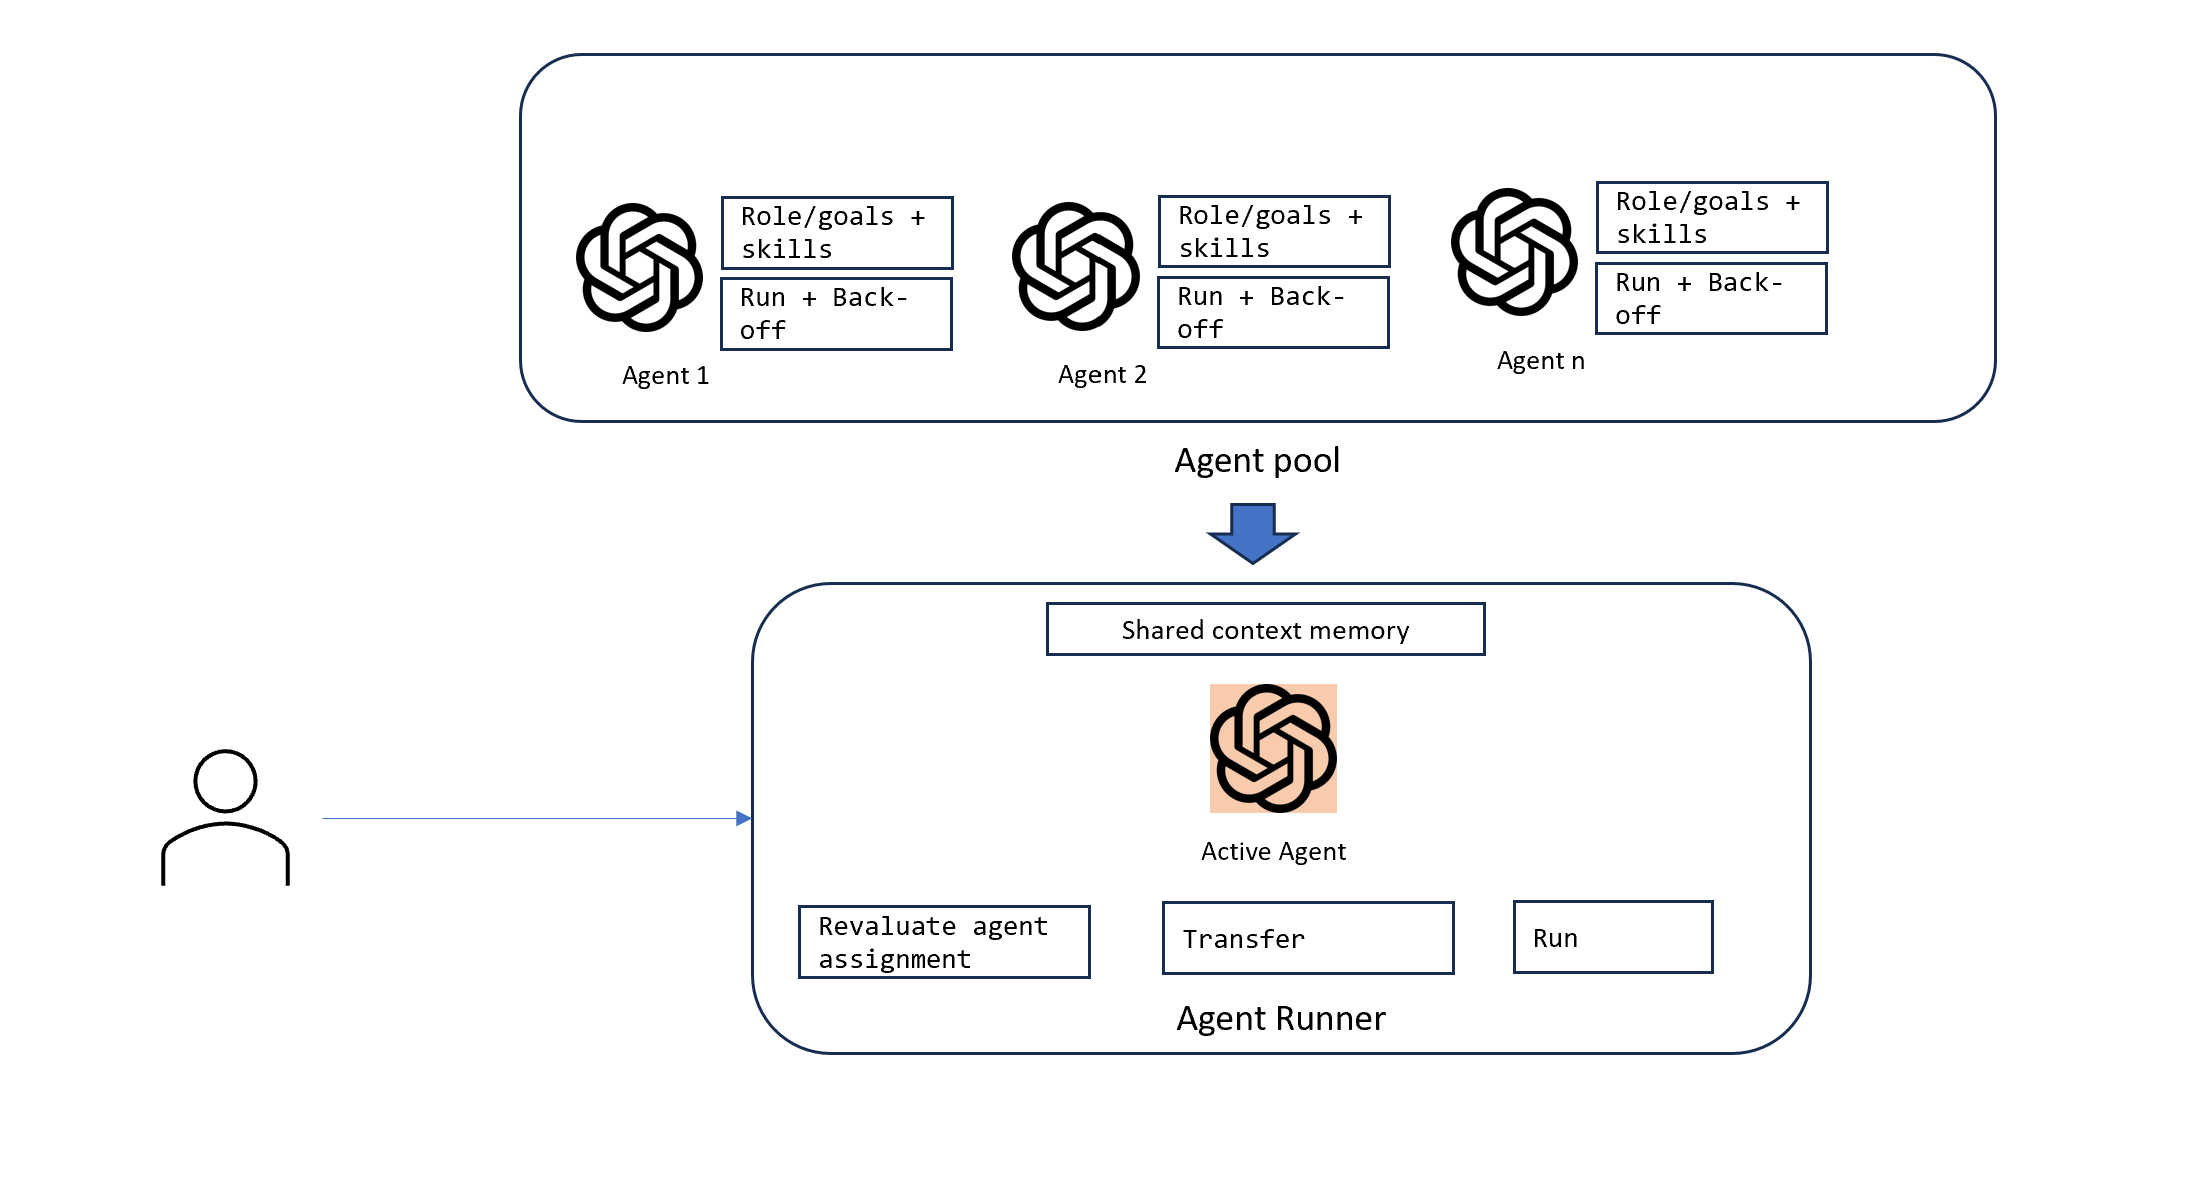 Role/goals +
skills
Run + Back-
off
Agent 1
Role/goals +
skills
Run + Back-
off
Agent 2
Role/goals +
skills
Run + Back-
off
Agent n
Agent pool
Shared context memory
Active Agent
Revaluate agent
assignment
Transfer
Run
Agent Runner